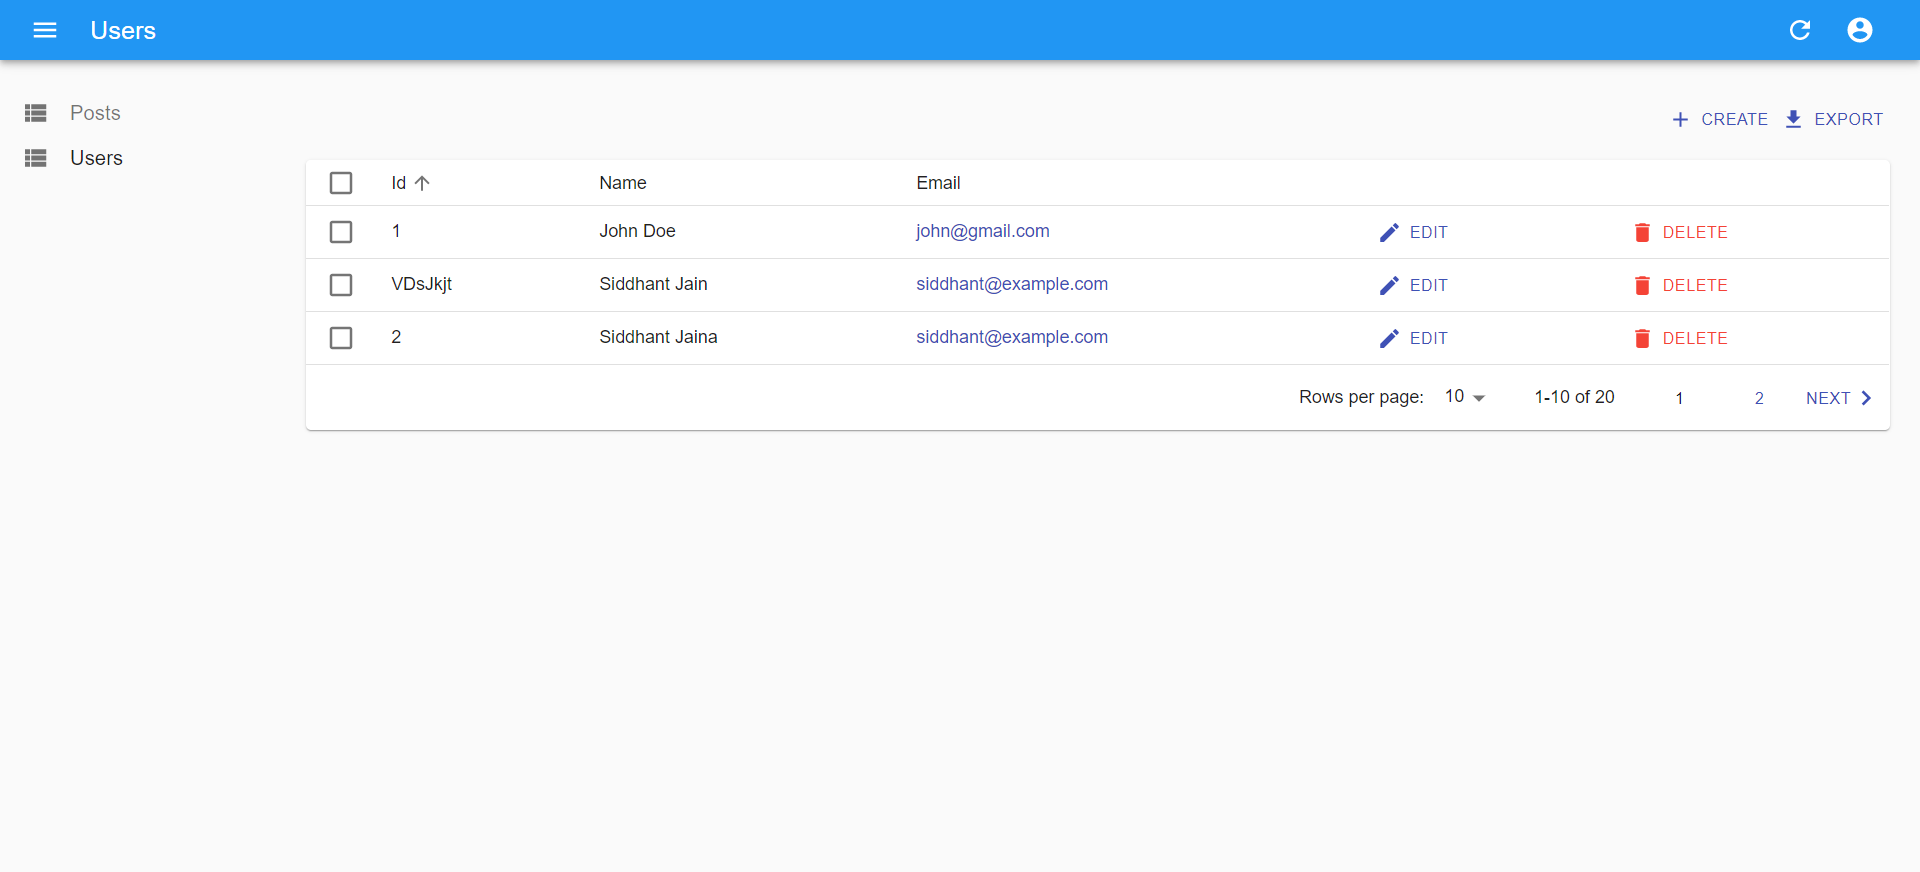 Users
Posts
Users
CREATE EXPORT
Id Name Email
1 John Doe john@gmail.com EDIT DELETE
VDsJkjt Siddhant Jain siddhant@example.com EDIT DELETE
2 Siddhant Jaina siddhant@example.com EDIT DELETE
Rows per page: 10 1-10 of 20 1 2 NEXT